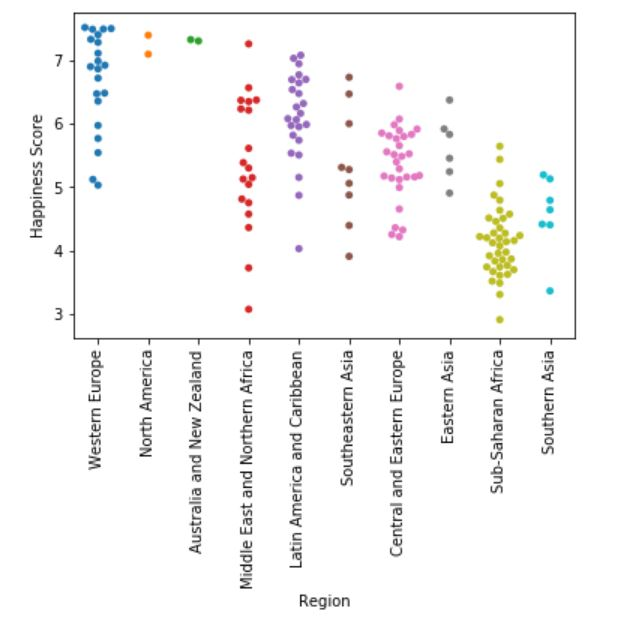 7
6
5
4
3
Happiness Score
Western Europe
North America
Australia and New Zealand
Middle East and Northern Africa
Latin America and Caribbean
Southeastern Asia
Central and Eastern Europe
Eastern Asia
Sub-Saharan Africa
Southern Asia
Region